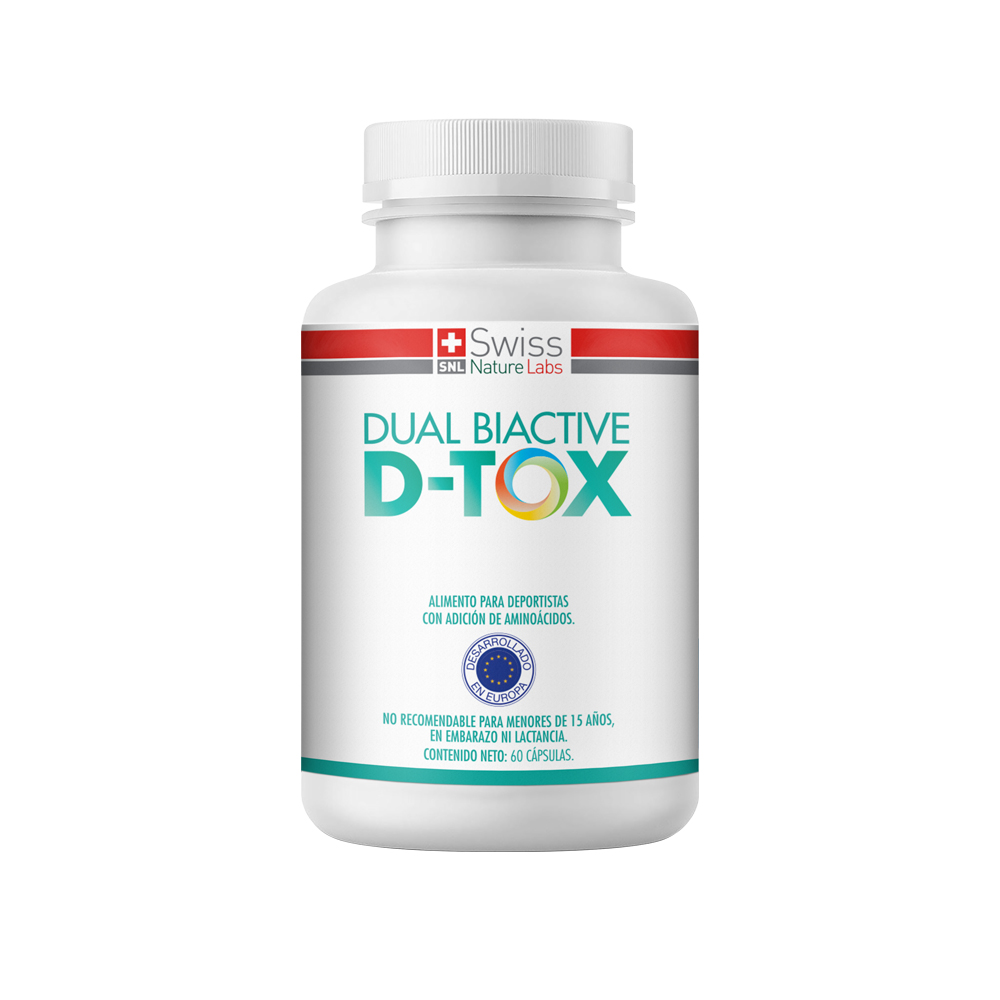 Swiss
SNL
Nature Labs
DUAL BIACTIVE
D-TOX
ALIMENTO PARA DEPORTISTAS
CON ADICIÓN DE AMINOÁCIDOS.
DESARROLLADO
EN EUROPA
NO RECOMENDABLE PARA MENORES DE 15 AÑOS,
EN EMBARAZO NI LACTANCIA.
CONTENIDO NETO: 60 CÁPSULAS.